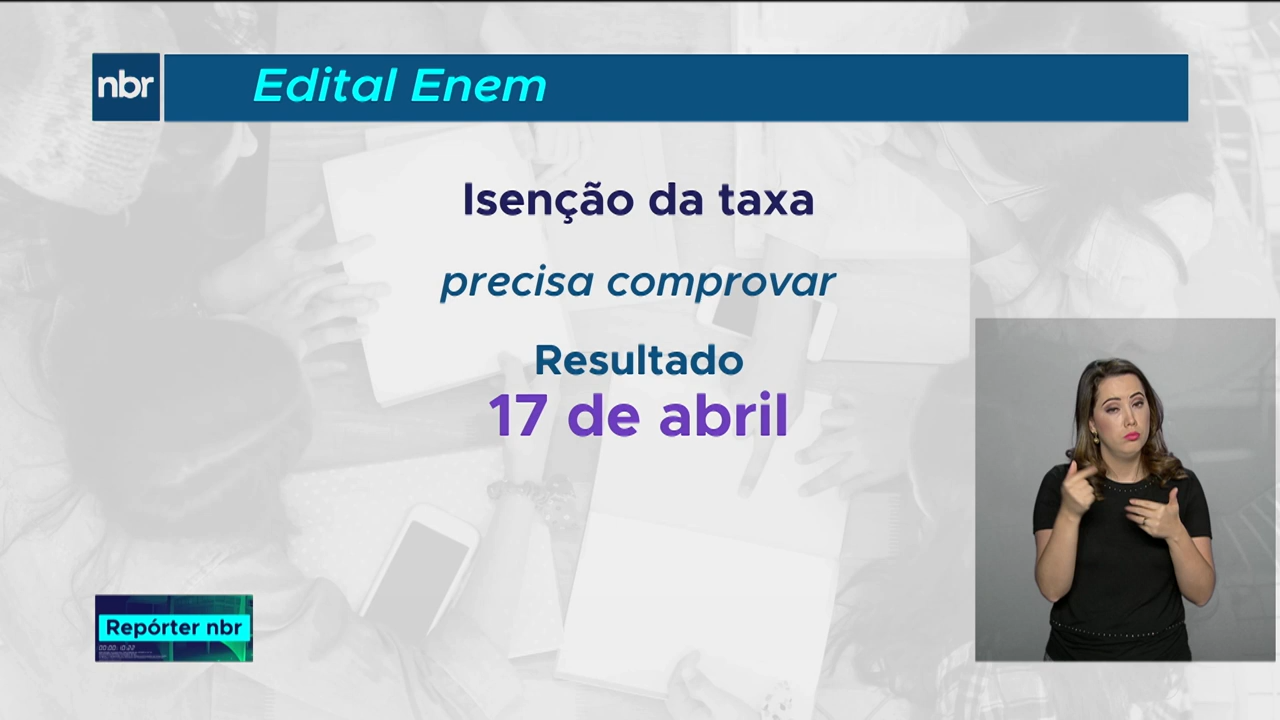 nbr
Edital Enem
Isenção da taxa
precisa comprovar
Resultado
17 de abril
Repórter nbr